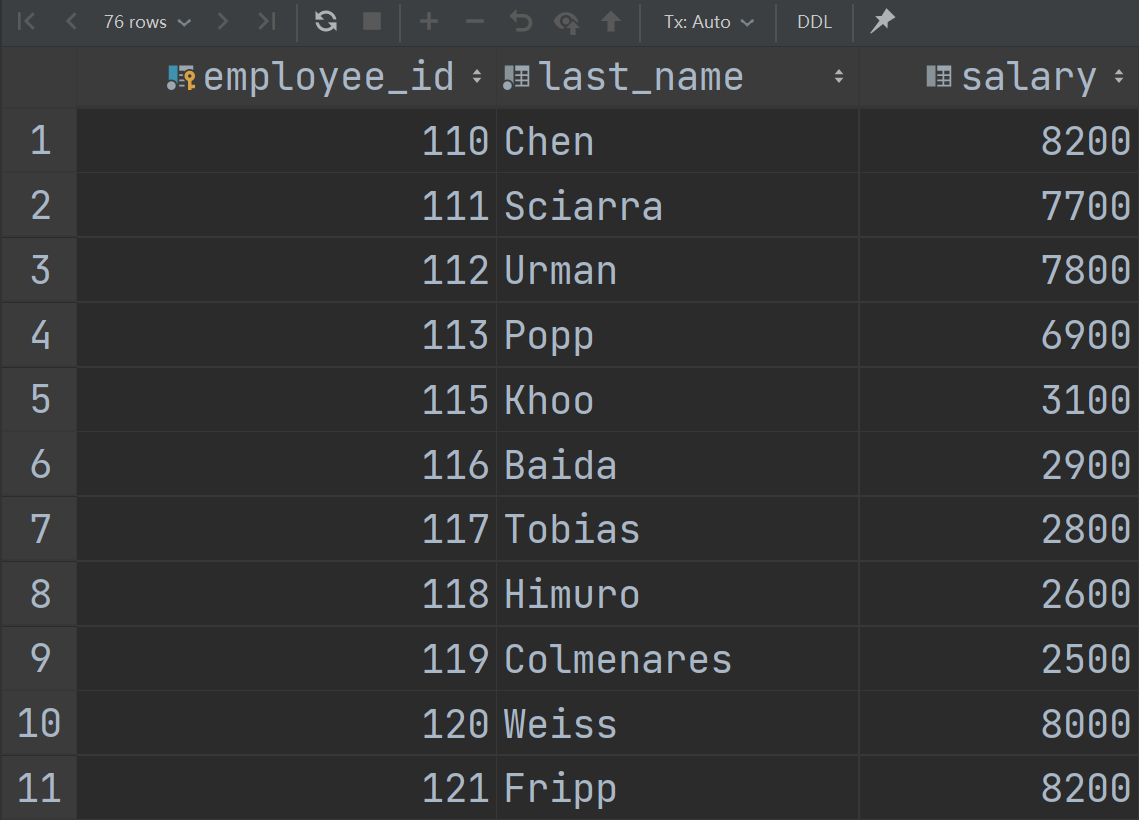 76 rows Tx: Auto DDL
employee_id last_name salary
1 110 Chen 8200
2 111 Sciarra 7700
3 112 Urman 7800
4 113 Popp 6900
5 115 Khoo 3100
6 116 Baida 2900
7 117 Tobias 2800
8 118 Himuro 2600
9 119 Colmenares 2500
10 120 Weiss 8000
11 121 Fripp 8200